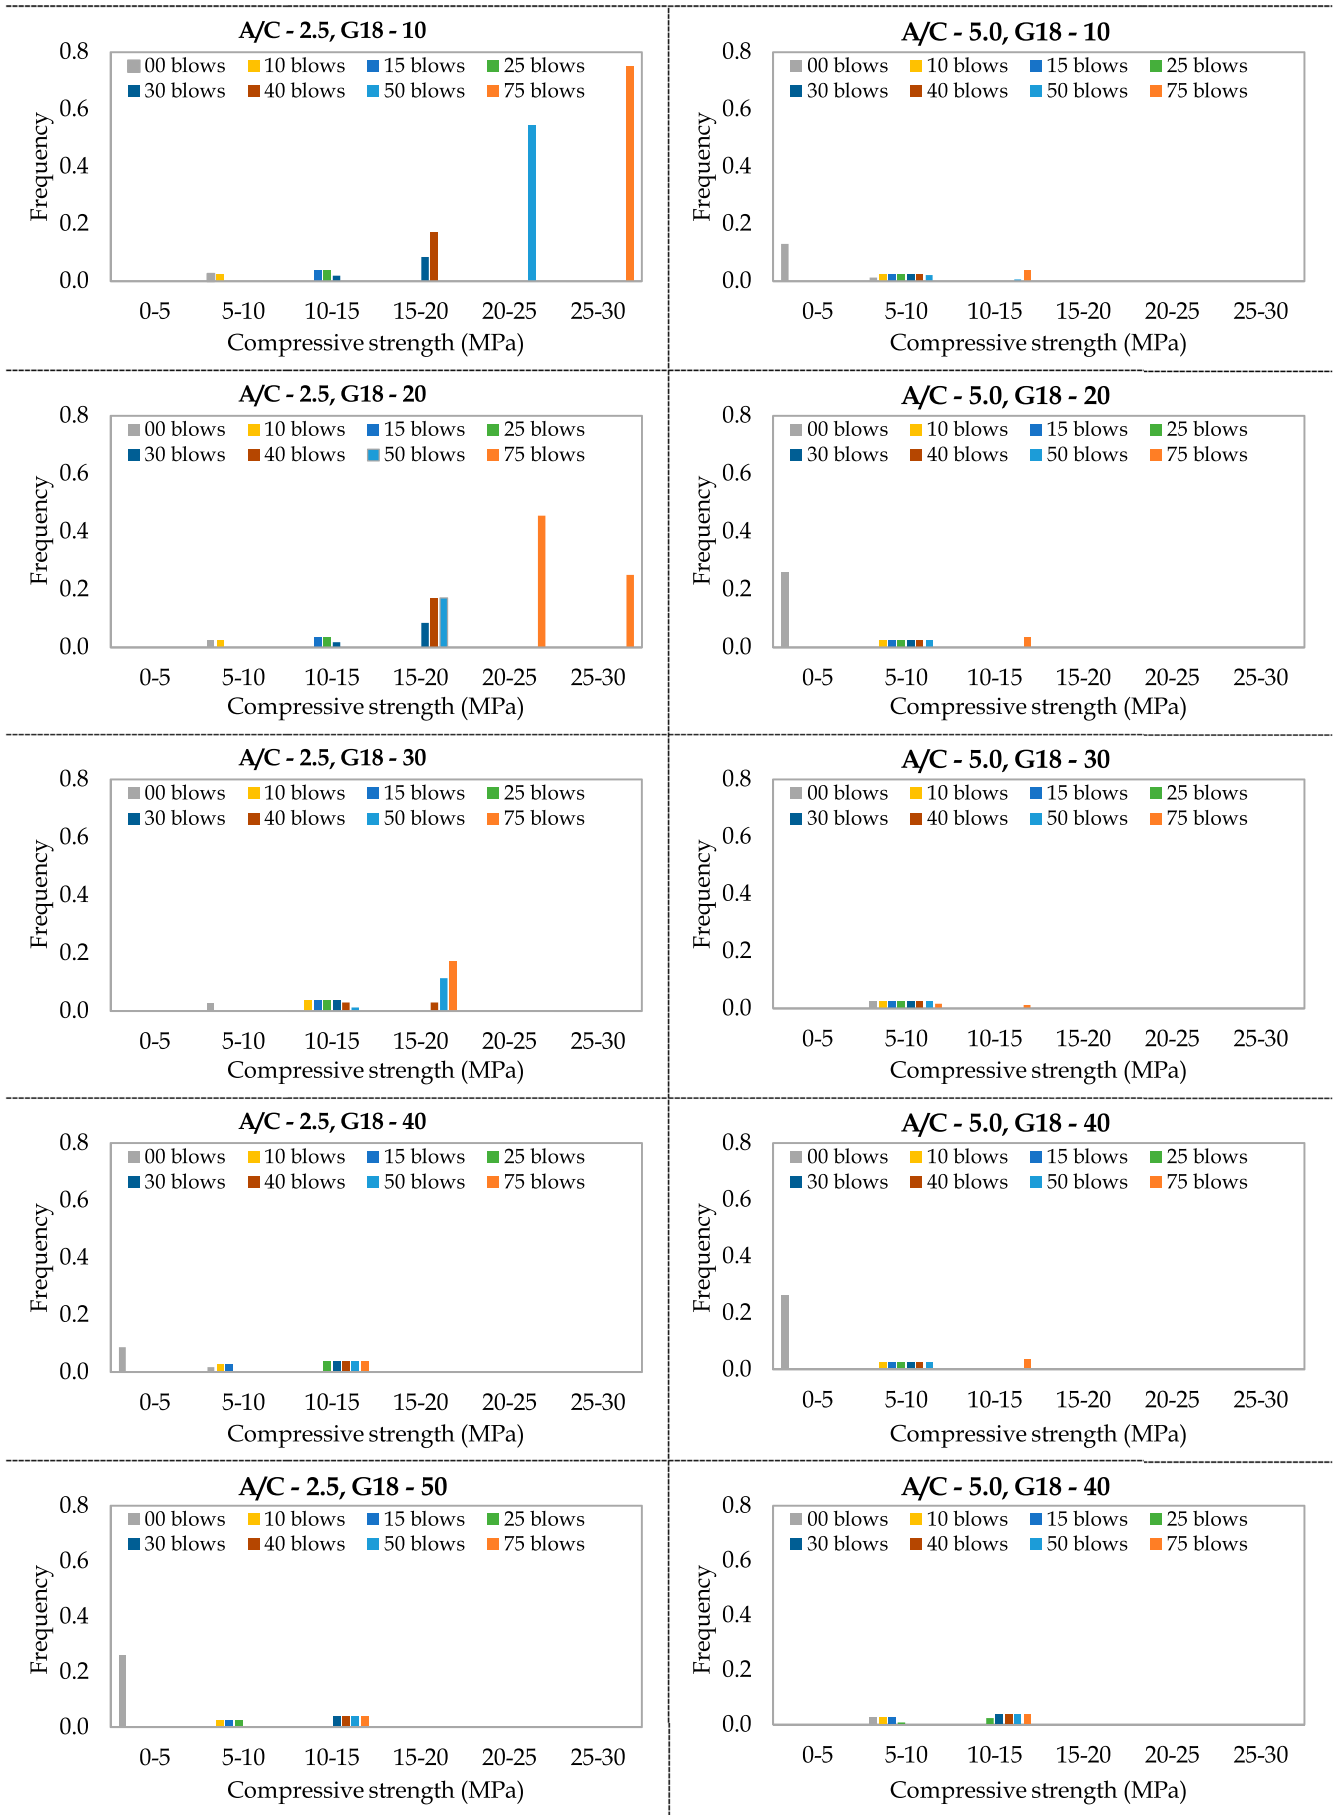 A/C - 2.5, G18 - 10
0.8
00 blows 10 blows 15 blows 25 blows
30 blows 40 blows 50 blows 75 blows
0.6
0.4
0.2
0.0
Frequency
0-5 5-10 10-15 15-20 20-25 25-30
Compressive strength (MPa)
A/C - 5.0, G18 - 10
0.8
00 blows 10 blows 15 blows 25 blows
30 blows 40 blows 50 blows 75 blows
0.6
0.4
0.2
0.0
Frequency
0-5 5-10 10-15 15-20 20-25 25-30
Compressive strength (MPa)
A/C - 2.5, G18 - 20
0.8
00 blows 10 blows 15 blows 25 blows
30 blows 40 blows 50 blows 75 blows
0.6
0.4
0.2
0.0
Frequency
0-5 5-10 10-15 15-20 20-25 25-30
Compressive strength (MPa)
A/C - 5.0, G18 - 20
0.8
00 blows 10 blows 15 blows 25 blows
30 blows 40 blows 50 blows 75 blows
0.6
0.4
0.2
0.0
Frequency
0-5 5-10 10-15 15-20 20-25 25-30
Compressive strength (MPa)
A/C - 2.5, G18 - 30
0.8
00 blows 10 blows 15 blows 25 blows
30 blows 40 blows 50 blows 75 blows
0.6
0.4
0.2
0.0
Frequency
0-5 5-10 10-15 15-20 20-25 25-30
Compressive strength (MPa)
A/C - 5.0, G18 - 30
0.8
00 blows 10 blows 15 blows 25 blows
30 blows 40 blows 50 blows 75 blows
0.6
0.4
0.2
0.0
Frequency
0-5 5-10 10-15 15-20 20-25 25-30
Compressive strength (MPa)
A/C - 2.5, G18 - 40
0.8
00 blows 10 blows 15 blows 25 blows
30 blows 40 blows 50 blows 75 blows
0.6
0.4
0.2
0.0
Frequency
0-5 5-10 10-15 15-20 20-25 25-30
Compressive strength (MPa)
A/C - 5.0, G18 - 40
0.8
00 blows 10 blows 15 blows 25 blows
30 blows 40 blows 50 blows 75 blows
0.6
0.4
0.2
0.0
Frequency
0-5 5-10 10-15 15-20 20-25 25-30
Compressive strength (MPa)
A/C - 2.5, G18 - 50
0.8
00 blows 10 blows 15 blows 25 blows
30 blows 40 blows 50 blows 75 blows
0.6
0.4
0.2
0.0
Frequency
0-5 5-10 10-15 15-20 20-25 25-30
Compressive strength (MPa)
A/C - 5.0, G18 - 40
0.8
00 blows 10 blows 15 blows 25 blows
30 blows 40 blows 50 blows 75 blows
0.6
0.4
0.2
0.0
Frequency
0-5 5-10 10-15 15-20 20-25 25-30
Compressive strength (MPa)